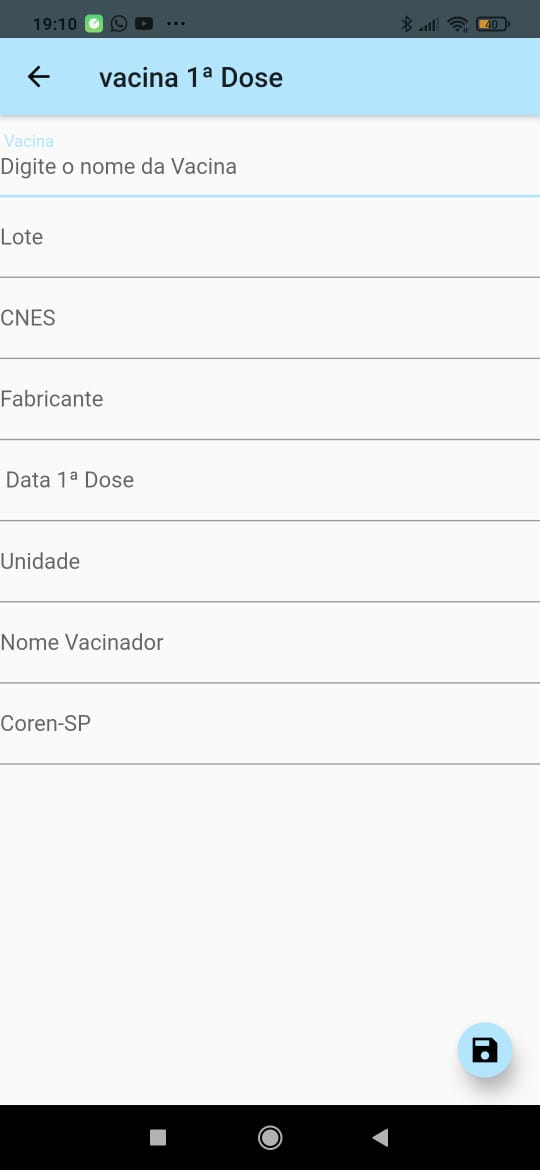 19:10
40
vacina 1ª Dose
Vacina
Digite o nome da Vacina
Lote
CNES
Fabricante
Data 1ª Dose
Unidade
Nome Vacinador
Coren-SP